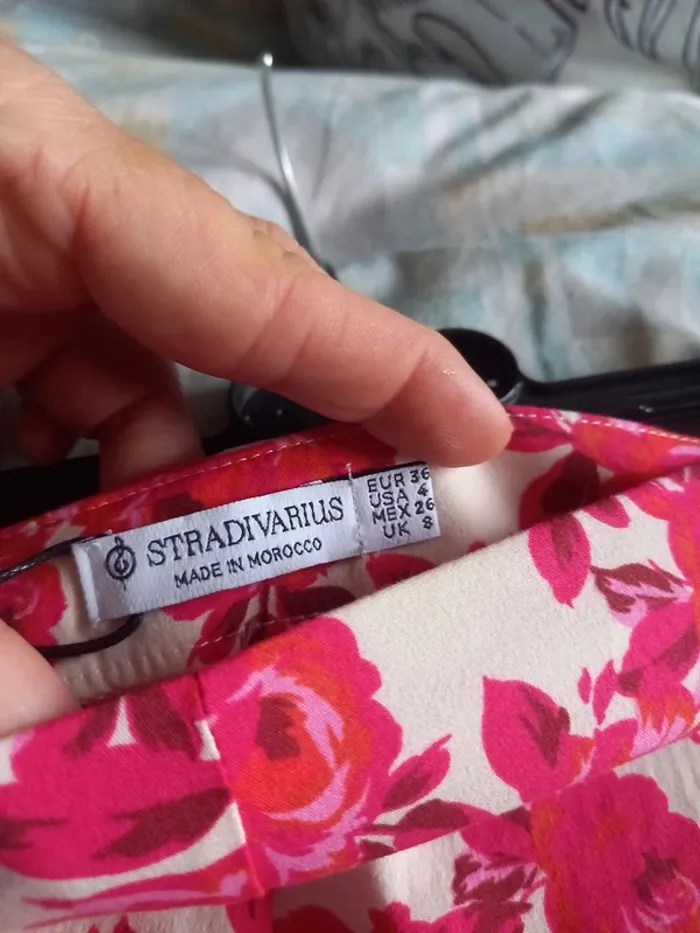 STRADIVARIUS
MADE IN MOROCCO
EUR 36
USA 4
MEX 26
UK 8